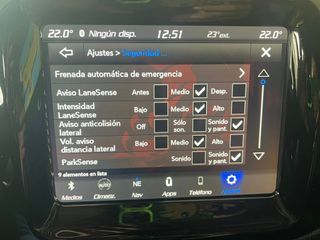 22.0° Ningún disp. 12:51 23°ext. 22.0°
Ajustes > Seguridad ...
Frenada automática de emergencia
Aviso LaneSense Antes Medio Desp.
Intensidad LaneSense Bajo Medio Alto
Aviso anticolisión lateral Off Sólo son. Sonido y pant.
Vol. aviso distancia lateral Bajo Medio Alto
ParkSense Sonido Sonido y pant.
9 elementos en lista
NE
Medios Climatiz. Nav Apps Teléfono